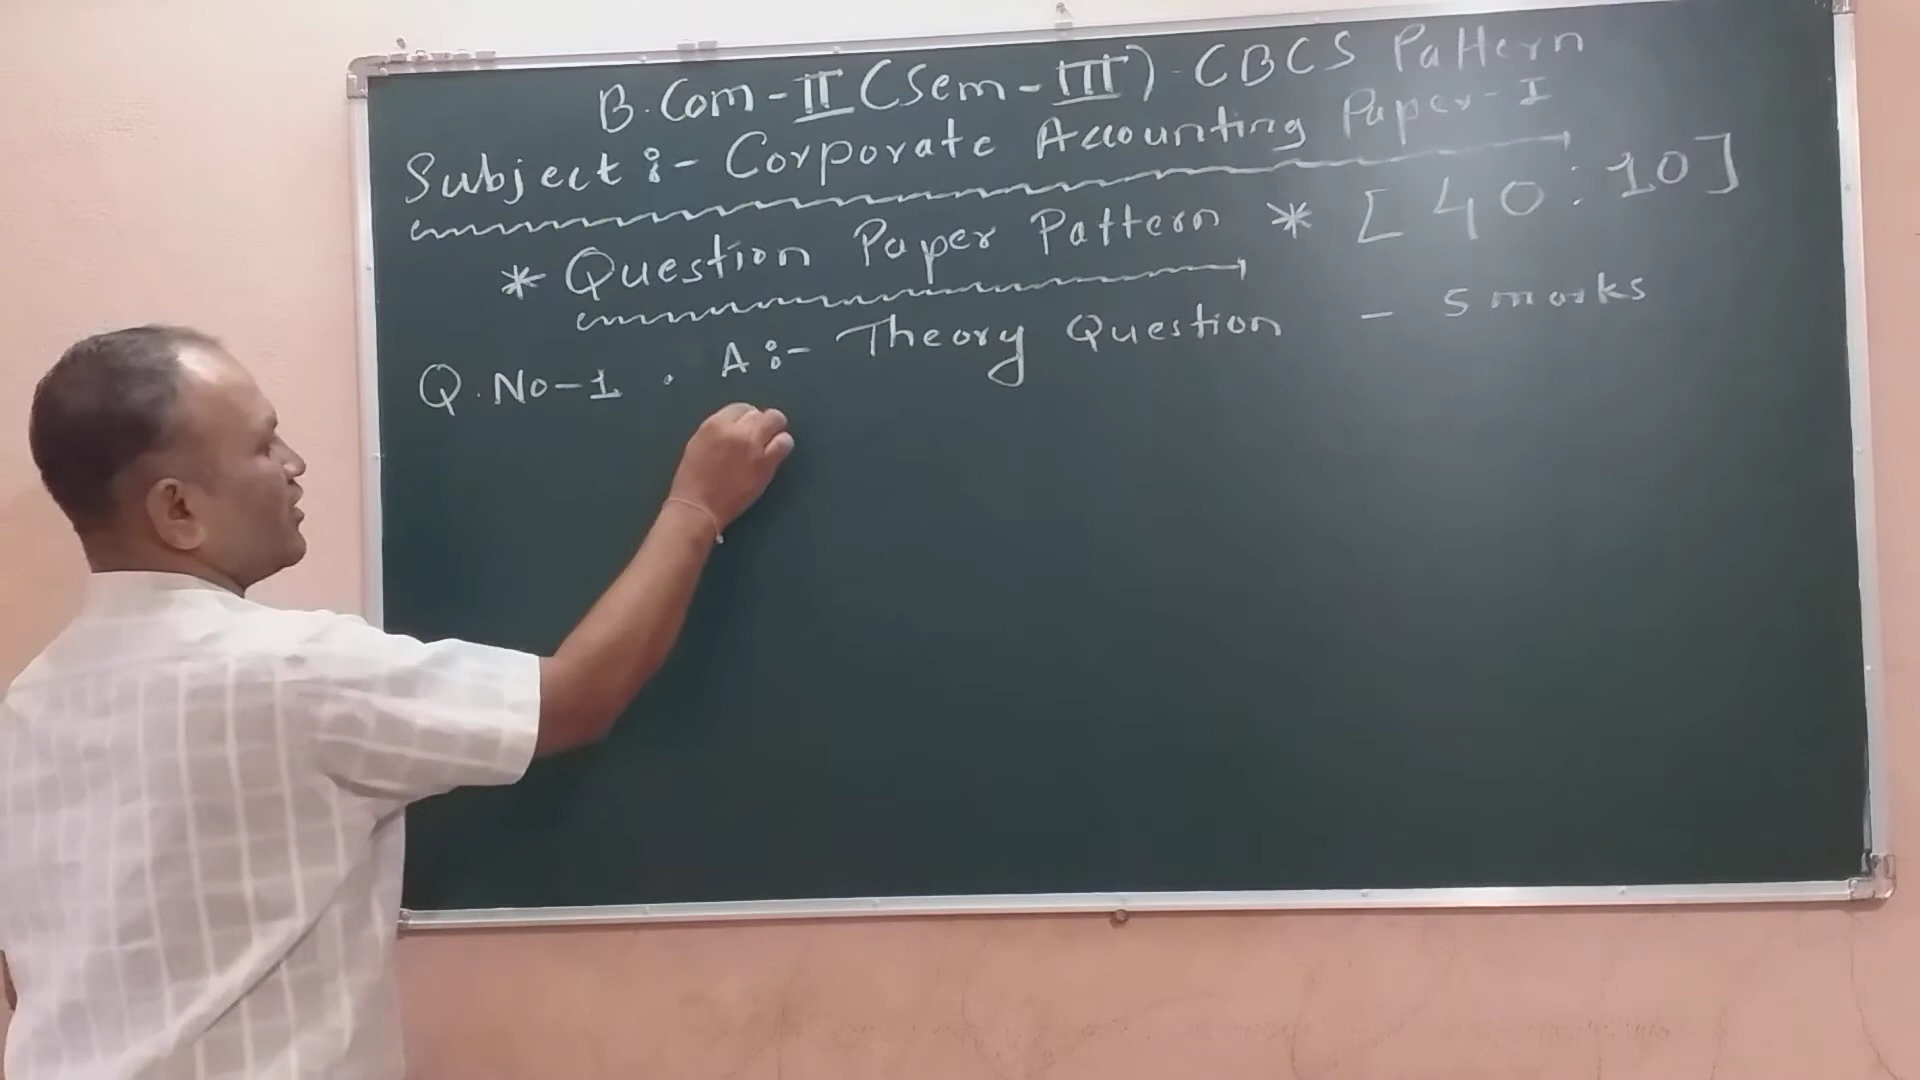 B.Com-II (Sem-III) - CBCS Pattern
Subject :- Corporate Accounting Paper-I
* Question Paper Pattern * [40:10]
Q.No-1. A:- Theory Question - 5 marks